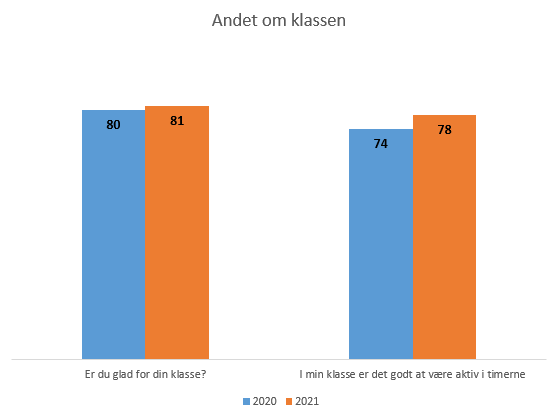 Andet om klassen
80
81
74
78
Er du glad for din klasse?
I min klasse er det godt at være aktiv i timerne
2020
2021